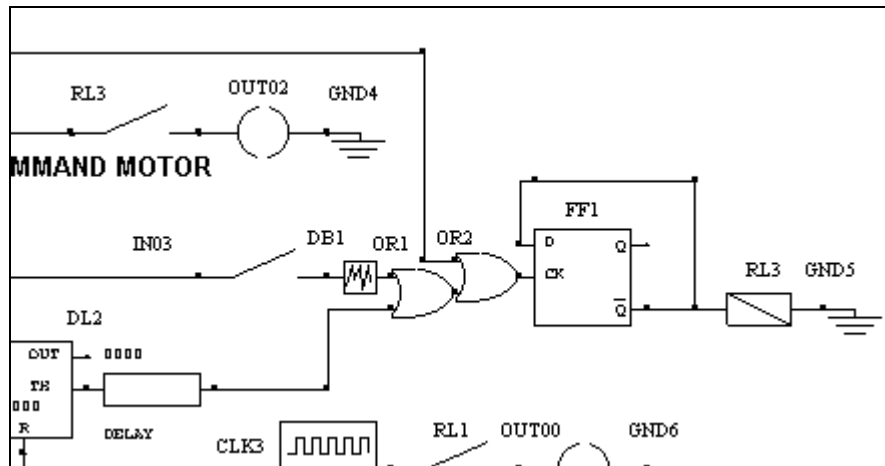 RL3 OUT02 GND4
MMAND MOTOR
FF1
IN03 DB1 OR1 OR2 D Q
CK RL3 GND5
Q
DL2
OUT 0000
TH
000
R DELAY
CLK3 RL1 OUT00 GND6